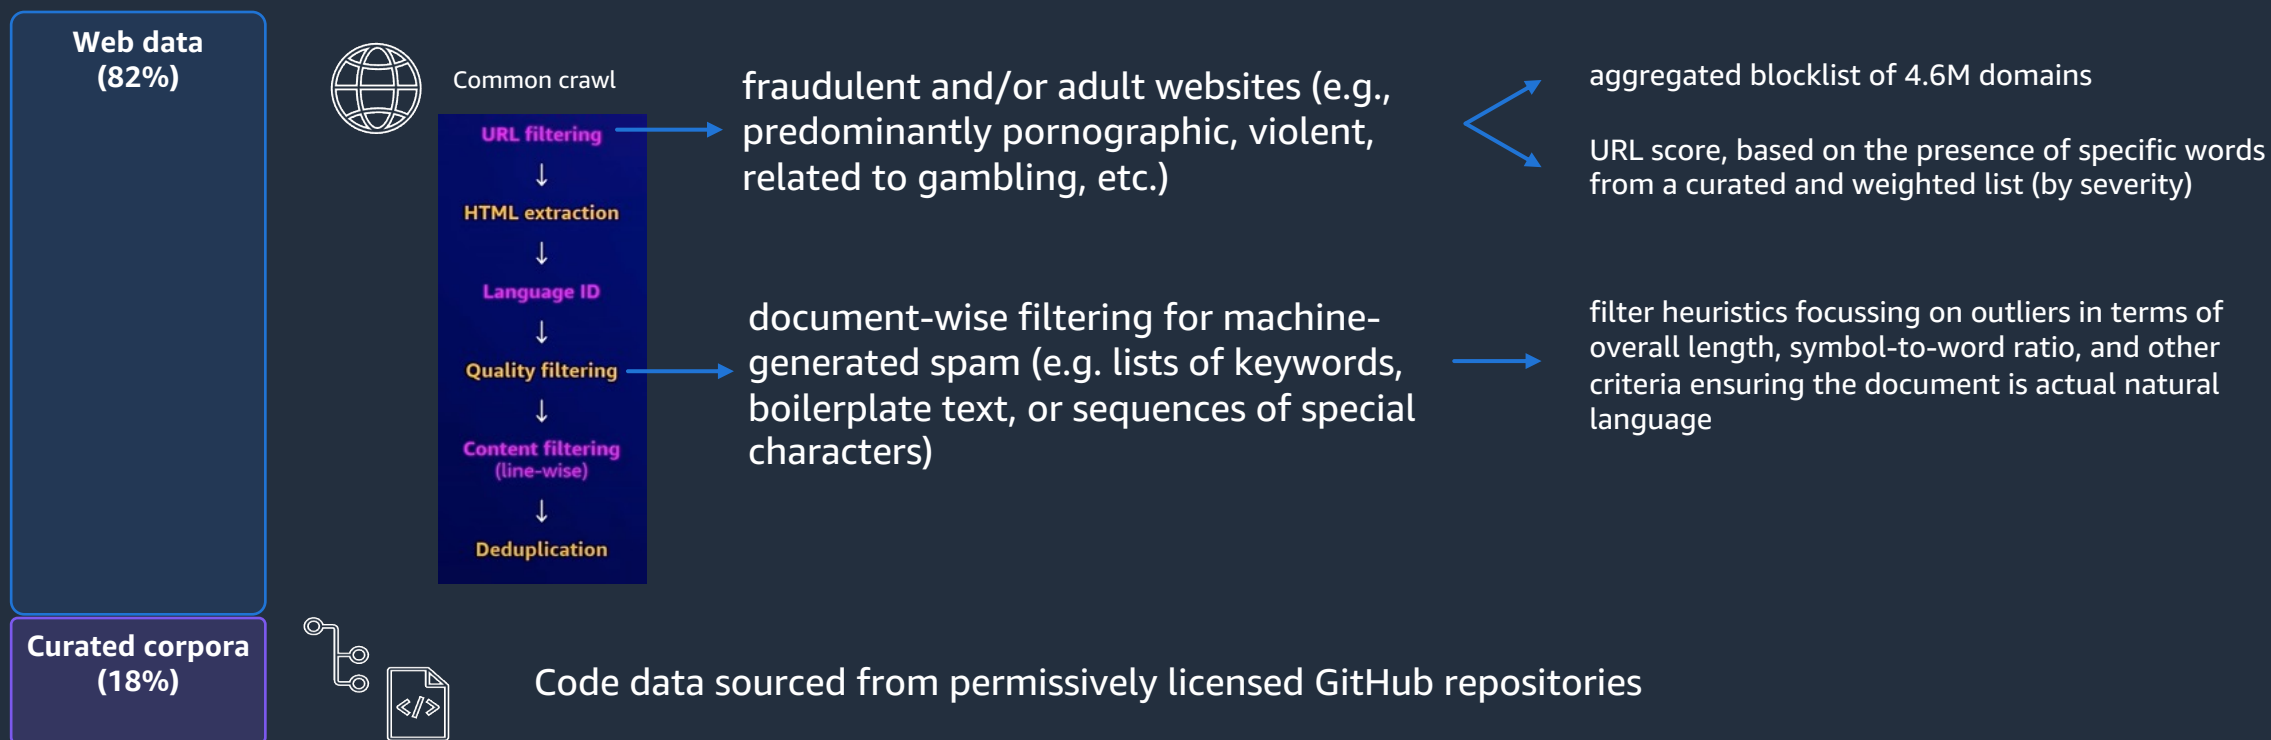 Web data
(82%)
Common crawl
URL filtering
↓
HTML extraction
↓
Language ID
↓
Quality filtering
↓
Content filtering
(line-wise)
↓
Deduplication
fraudulent and/or adult websites (e.g.,
predominantly pornographic, violent,
related to gambling, etc.)
aggregated blocklist of 4.6M domains
URL score, based on the presence of specific words
from a curated and weighted list (by severity)
document-wise filtering for machine-
generated spam (e.g. lists of keywords,
boilerplate text, or sequences of special
characters)
filter heuristics focussing on outliers in terms of
overall length, symbol-to-word ratio, and other
criteria ensuring the document is actual natural
language
Curated corpora
(18%)
</>
Code data sourced from permissively licensed GitHub repositories